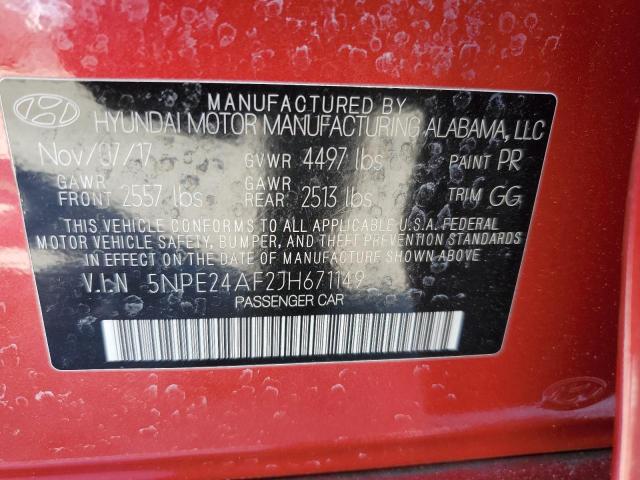 MANUFACTURED BY
HYUNDAI MOTOR MANUFACTURING ALABAMA, LLC
Nov/07/17 GVWR 4497 lbs PAINT PR
GAWR FRONT 2557 lbs GAWR REAR 2513 lbs TRIM GG
THIS VEHICLE CONFORMS TO ALL APPLICABLE U.S.A. FEDERAL
MOTOR VEHICLE SAFETY, BUMPER, AND THEFT PREVENTION
STANDARDS IN EFFECT ON THE DATE OF MANUFACTURE SHOWN ABOVE.
V.I.N 5NPE24AF2JH671149
PASSENGER CAR